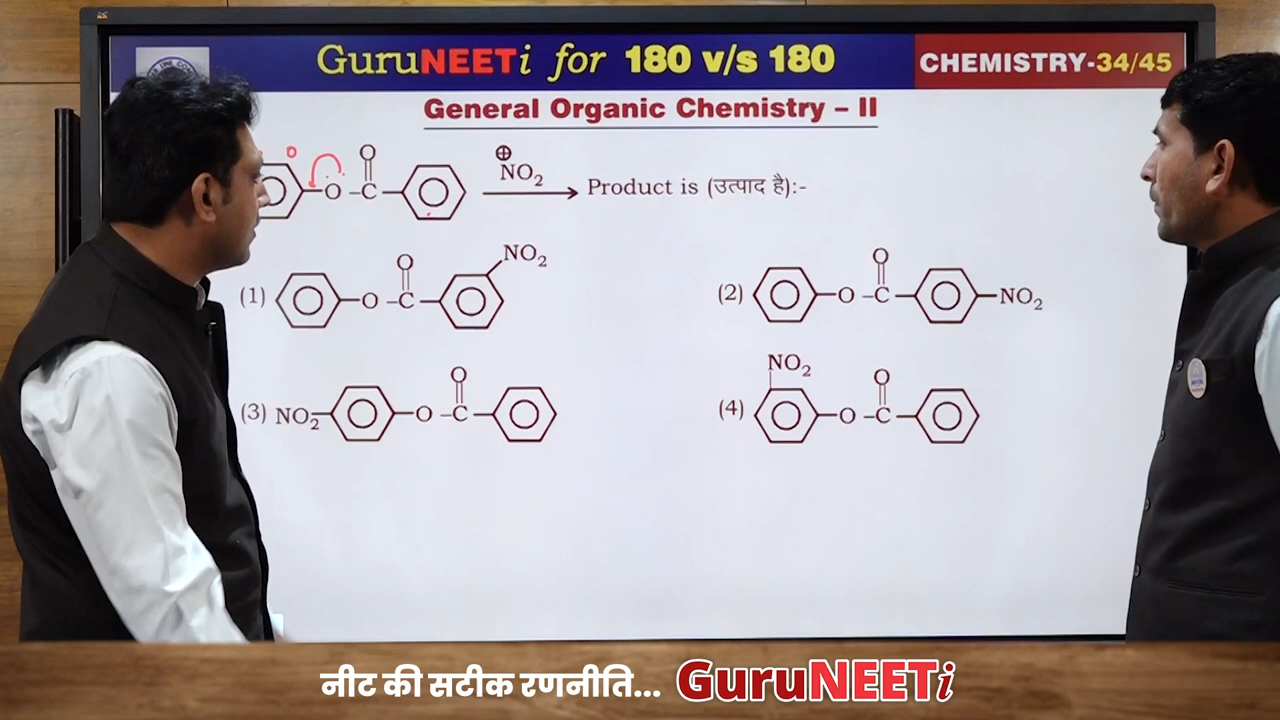 GuruNEETi for 180 v/s 180
CHEMISTRY-34/45
General Organic Chemistry – II
O
O –C
⊕
NO2
Product is (उत्पाद है):-
(1) O –C O NO2
(2) O –C O NO2
(3) NO2 O –C O
(4) NO2 O –C O
नीट की सटीक रणनीति... GuruNEETi